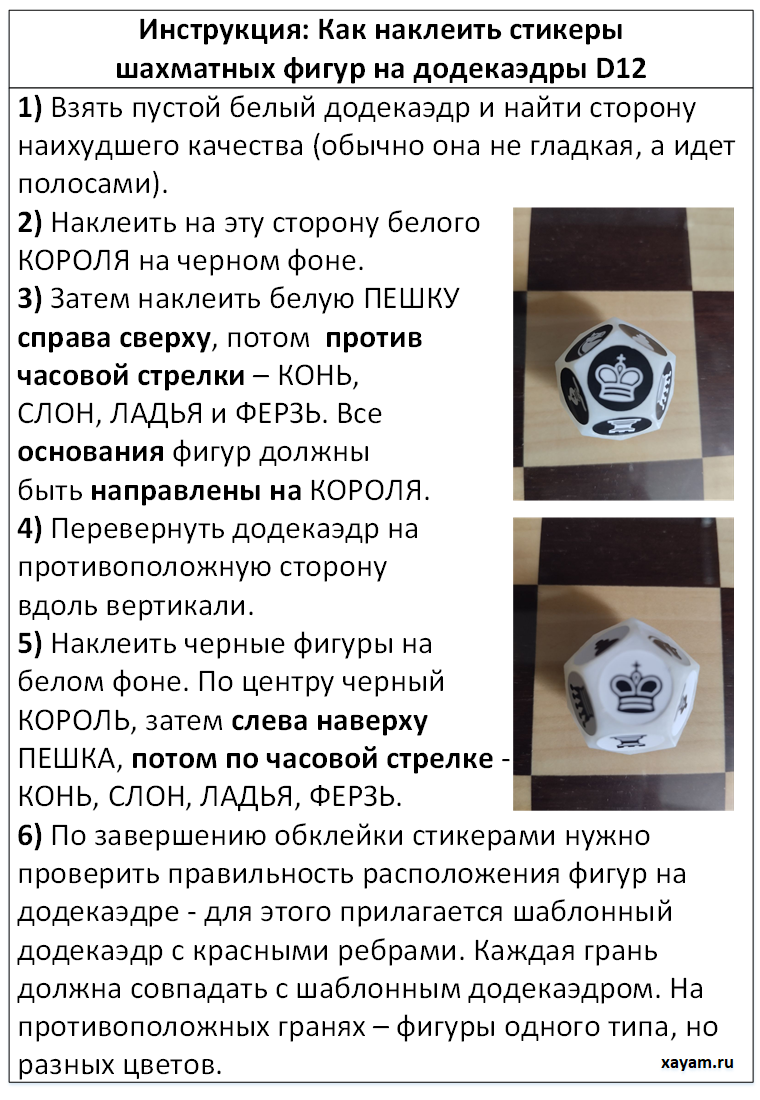 Инструкция: Как наклеить стикеры
шахматных фигур на додекаэдры D12
1) Взять пустой белый додекаэдр и найти сторону
наихудшего качества (обычно она не гладкая, а идет
полосами).
2) Наклеить на эту сторону белого
КОРОЛЯ на черном фоне.
3) Затем наклеить белую ПЕШКУ
справа сверху, потом против
часовой стрелки – КОНЬ,
СЛОН, ЛАДЬЯ и ФЕРЗЬ. Все
основания фигур должны
быть направлены на КОРОЛЯ.
4) Перевернуть додекаэдр на
противоположную сторону
вдоль вертикали.
5) Наклеить черные фигуры на
белом фоне. По центру черный
КОРОЛЬ, затем слева наверху
ПЕШКА, потом по часовой стрелке -
КОНЬ, СЛОН, ЛАДЬЯ, ФЕРЗЬ.
6) По завершению обклейки стикерами нужно
проверить правильность расположения фигур на
додекаэдре - для этого прилагается шаблонный
додекаэдр с красными ребрами. Каждая грань
должна совпадать с шаблонным додекаэдром. На
противоположных гранях – фигуры одного типа, но
разных цветов.
xayam.ru